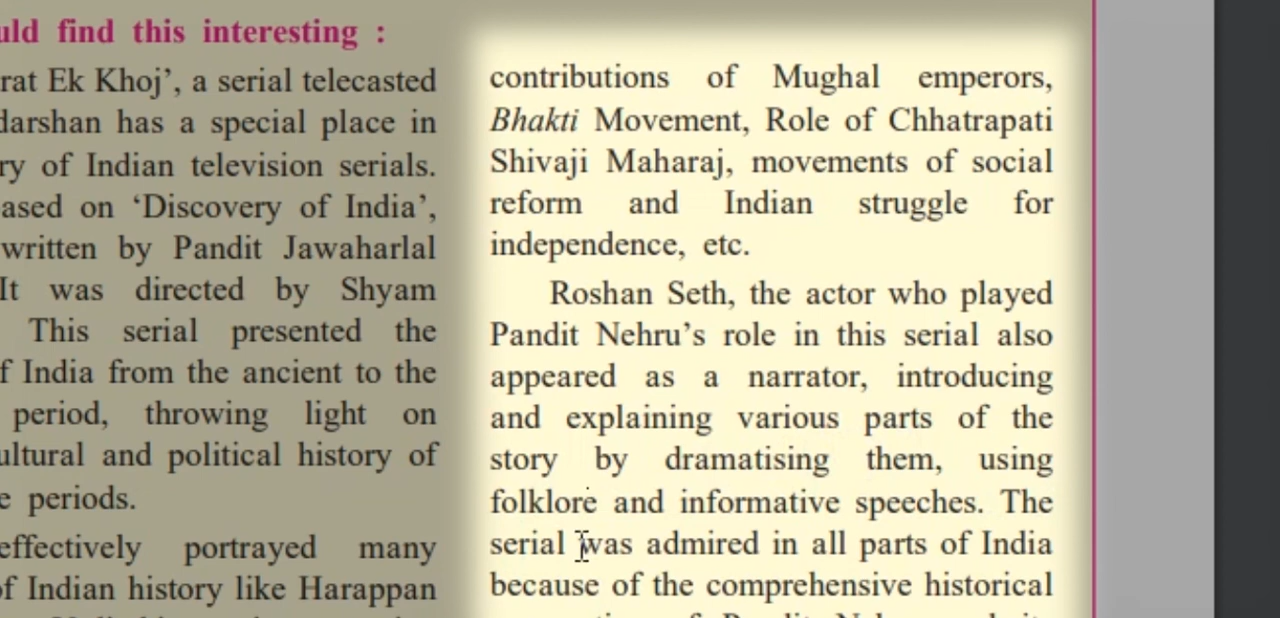 uld find this interesting :
rat Ek Khoj’, a serial telecasted
darshan has a special place in
ry of Indian television serials.
ased on ‘Discovery of India’,
written by Pandit Jawaharlal
It was directed by Shyam
This serial presented the
f India from the ancient to the
period, throwing light on
ultural and political history of
e periods.
effectively portrayed many
of Indian history like Harappan
contributions of Mughal emperors,
Bhakti Movement, Role of Chhatrapati
Shivaji Maharaj, movements of social
reform and Indian struggle for
independence, etc.
Roshan Seth, the actor who played
Pandit Nehru’s role in this serial also
appeared as a narrator, introducing
and explaining various parts of the
story by dramatising them, using
folklore and informative speeches. The
serial was admired in all parts of India
because of the comprehensive historical